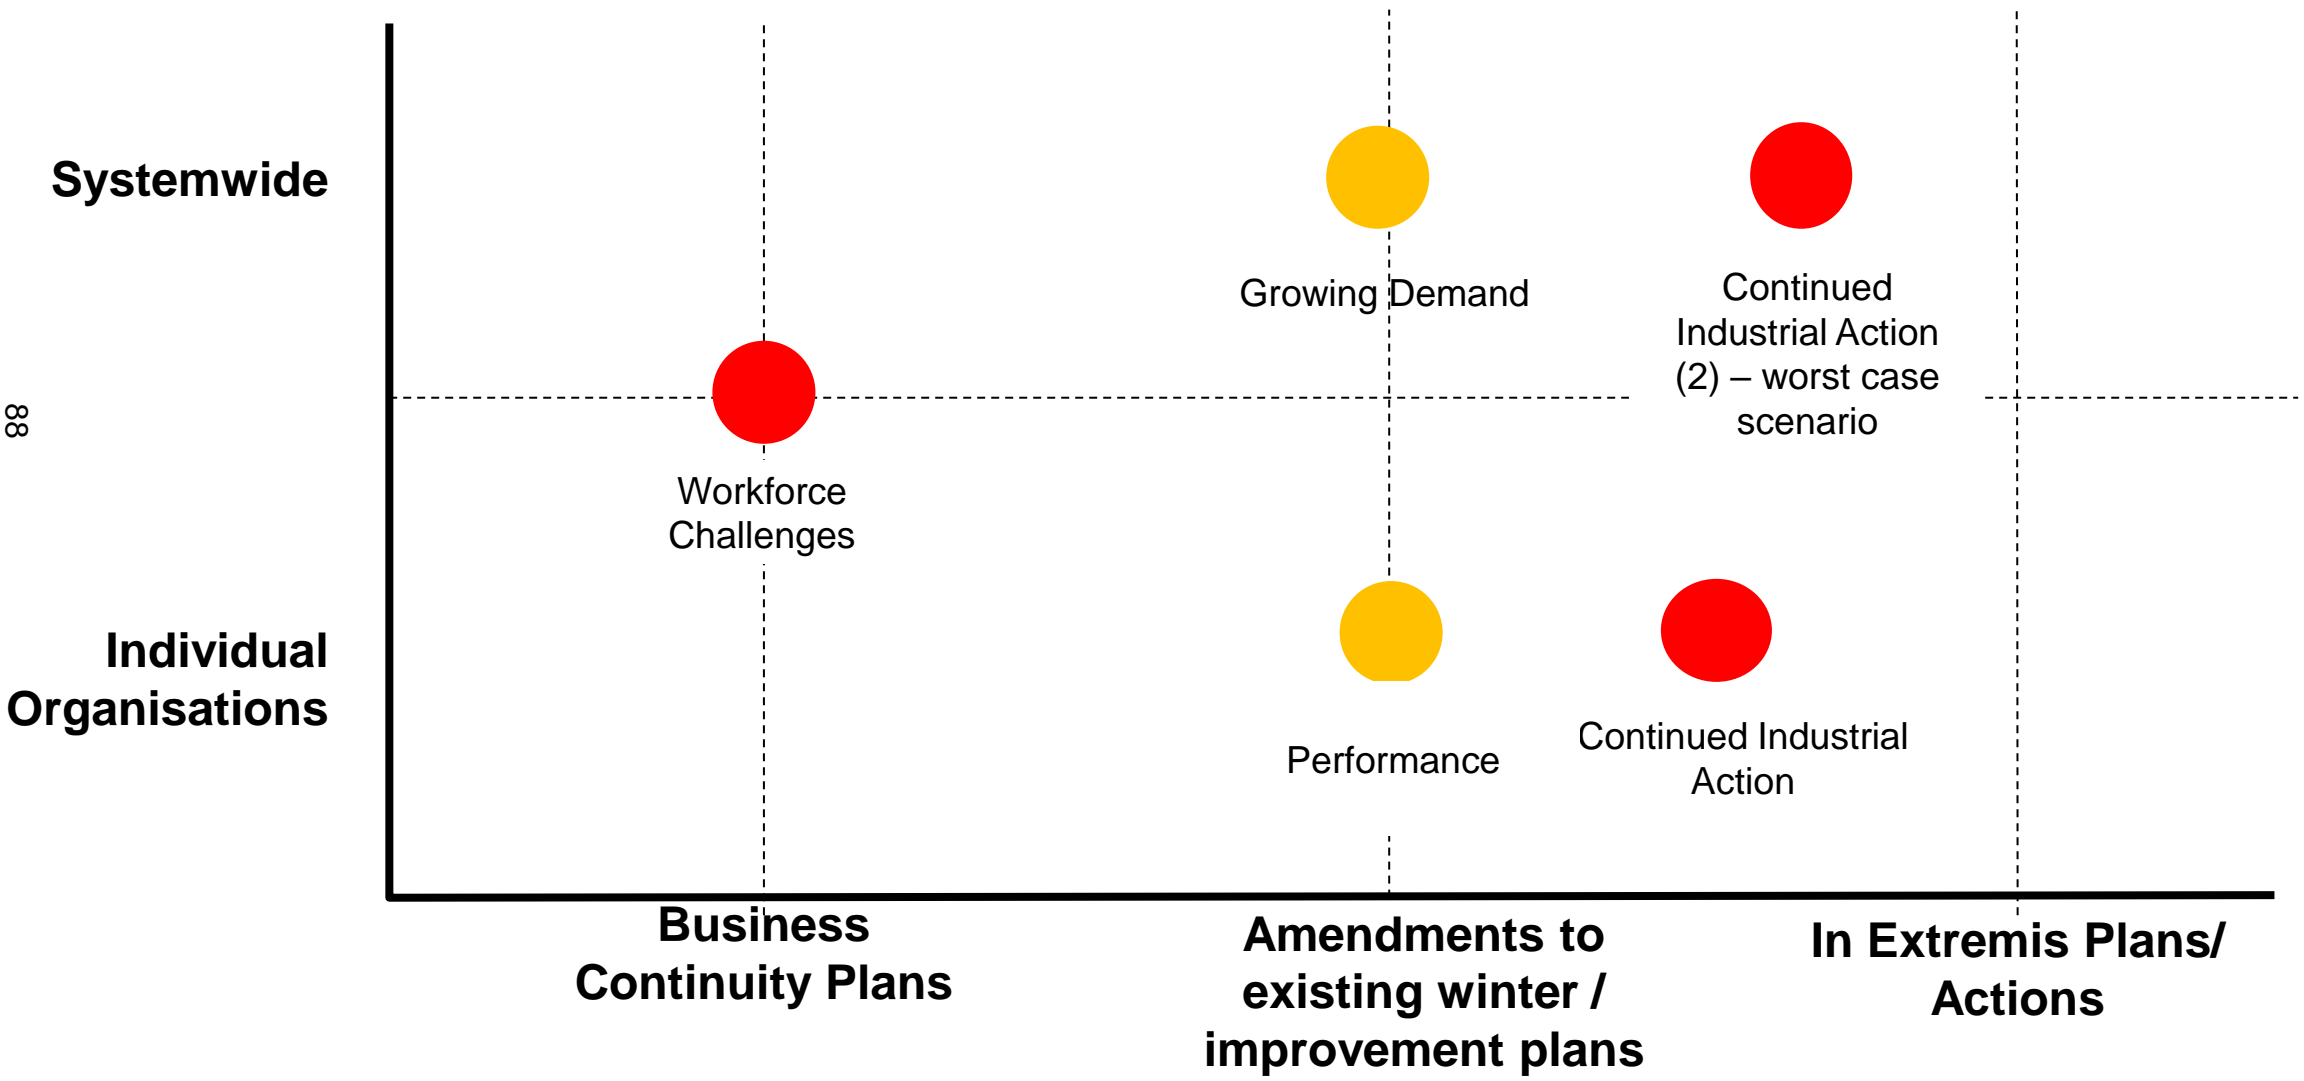 Systemwide
Growing Demand
Continued
Industrial Action
(2) – worst case
scenario
88
Workforce
Challenges
Individual
Organisations
Performance
Continued Industrial
Action
Business
Continuity Plans
Amendments to
existing winter /
improvement plans
In Extremis Plans/
Actions